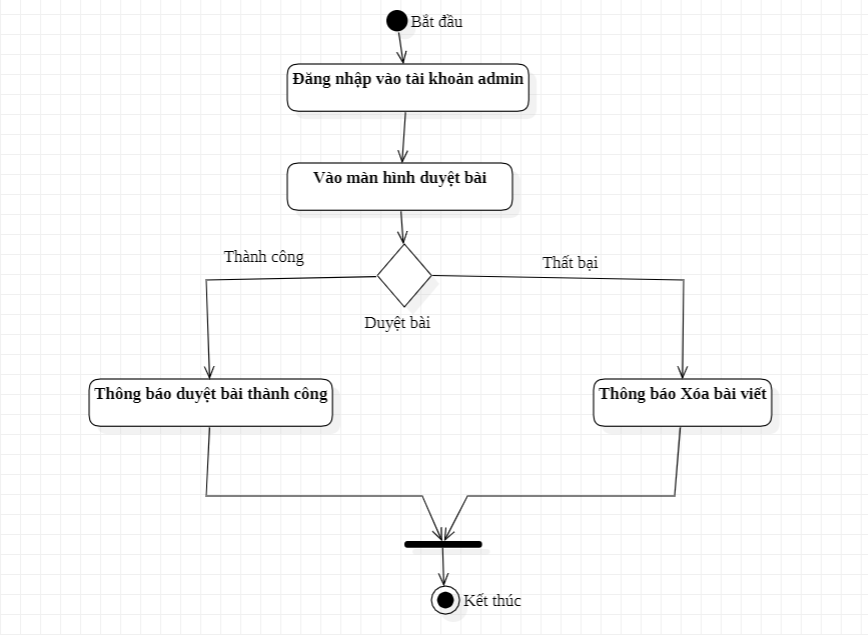 Bắt đầu
Đăng nhập vào tài khoản admin
Vào màn hình duyệt bài
Thành công
Thất bại
Duyệt bài
Thông báo duyệt bài thành công
Thông báo Xóa bài viết
Kết thúc